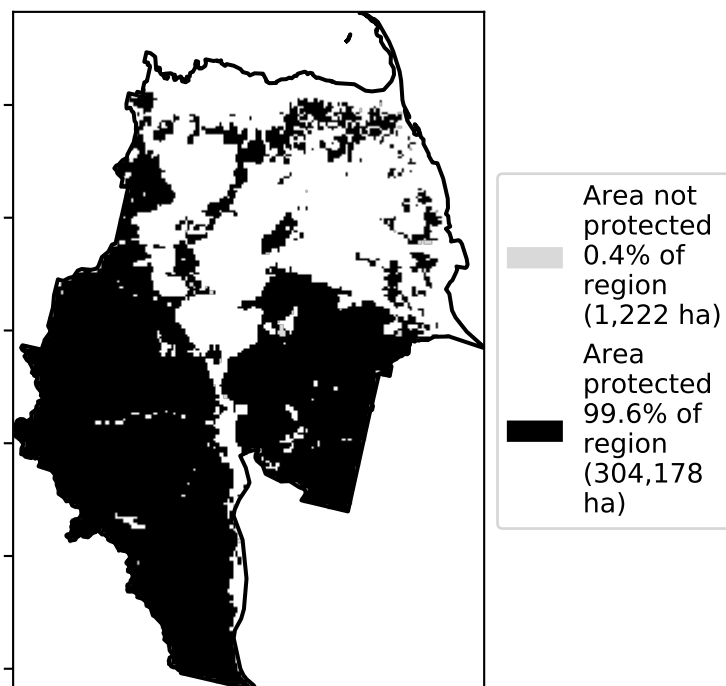 Area not
protected
0.4% of
region
(1,222 ha)
Area
protected
99.6% of
region
(304,178
ha)